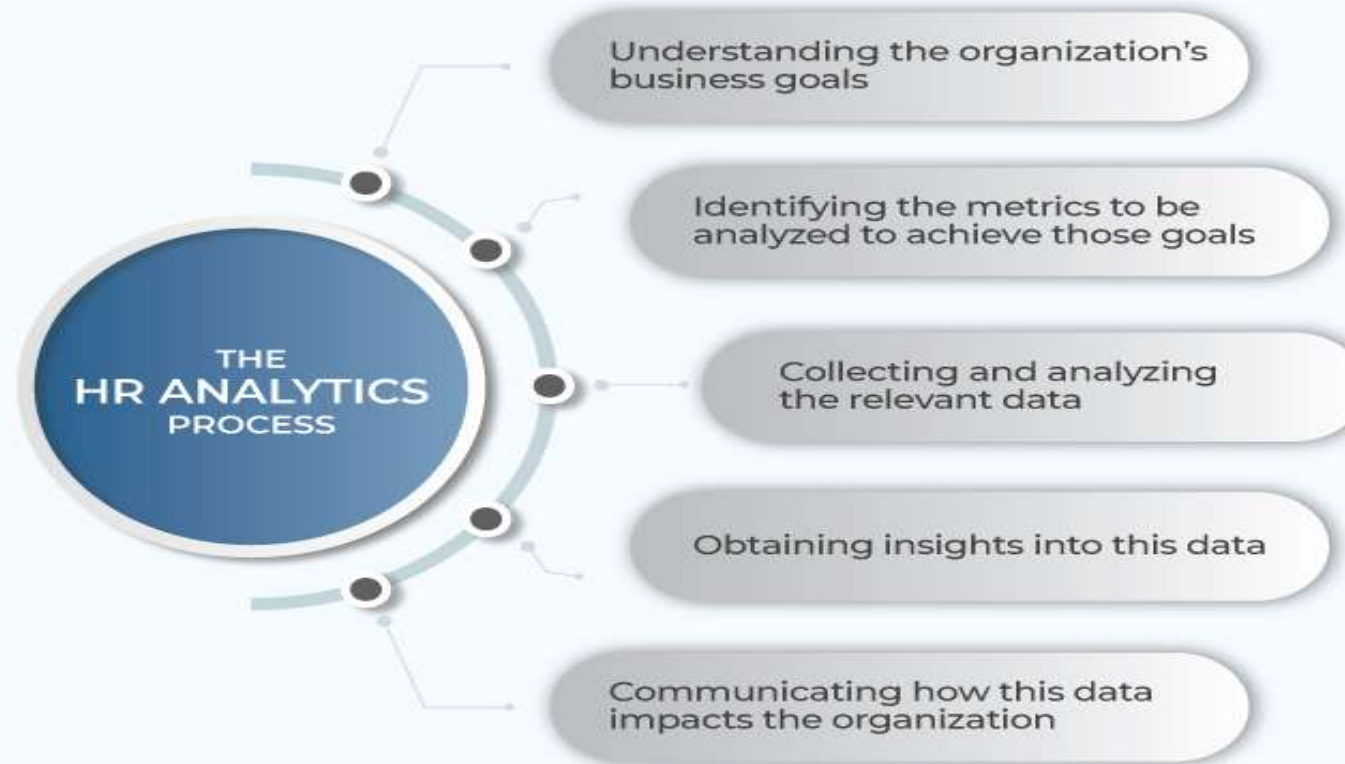 THE
HR ANALYTICS
PROCESS
Understanding the organization's
business goals
Identifying the metrics to be
analyzed to achieve those goals
Collecting and analyzing
the relevant data
Obtaining insights into this data
Communicating how this data
impacts the organization